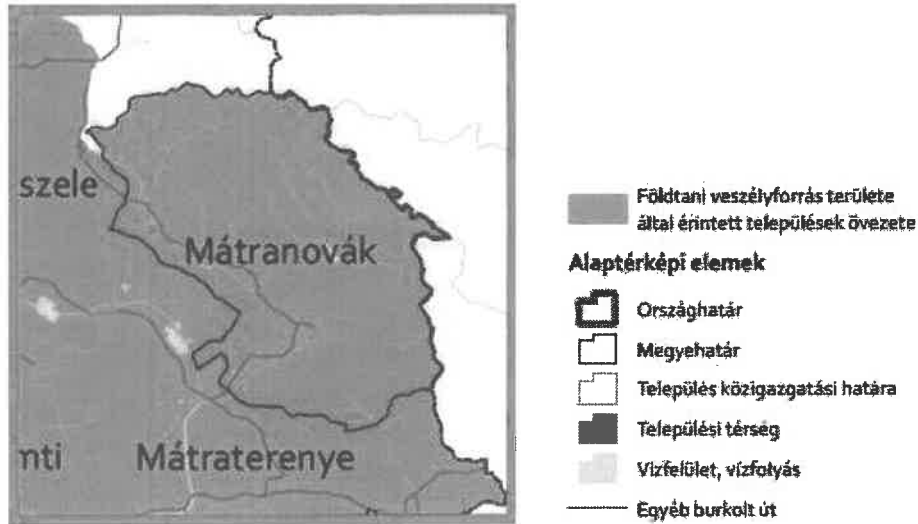 szele
Mátranovák
mti
Mátraterenye
Földtani veszélyforrás területe
által érintett települések övezete
Alaptérképi elemek
Országhatár
Megyehatár
Település közigazgatási határa
Települési térség
Vízfelület, vízfolyás
Egyéb burkolt út